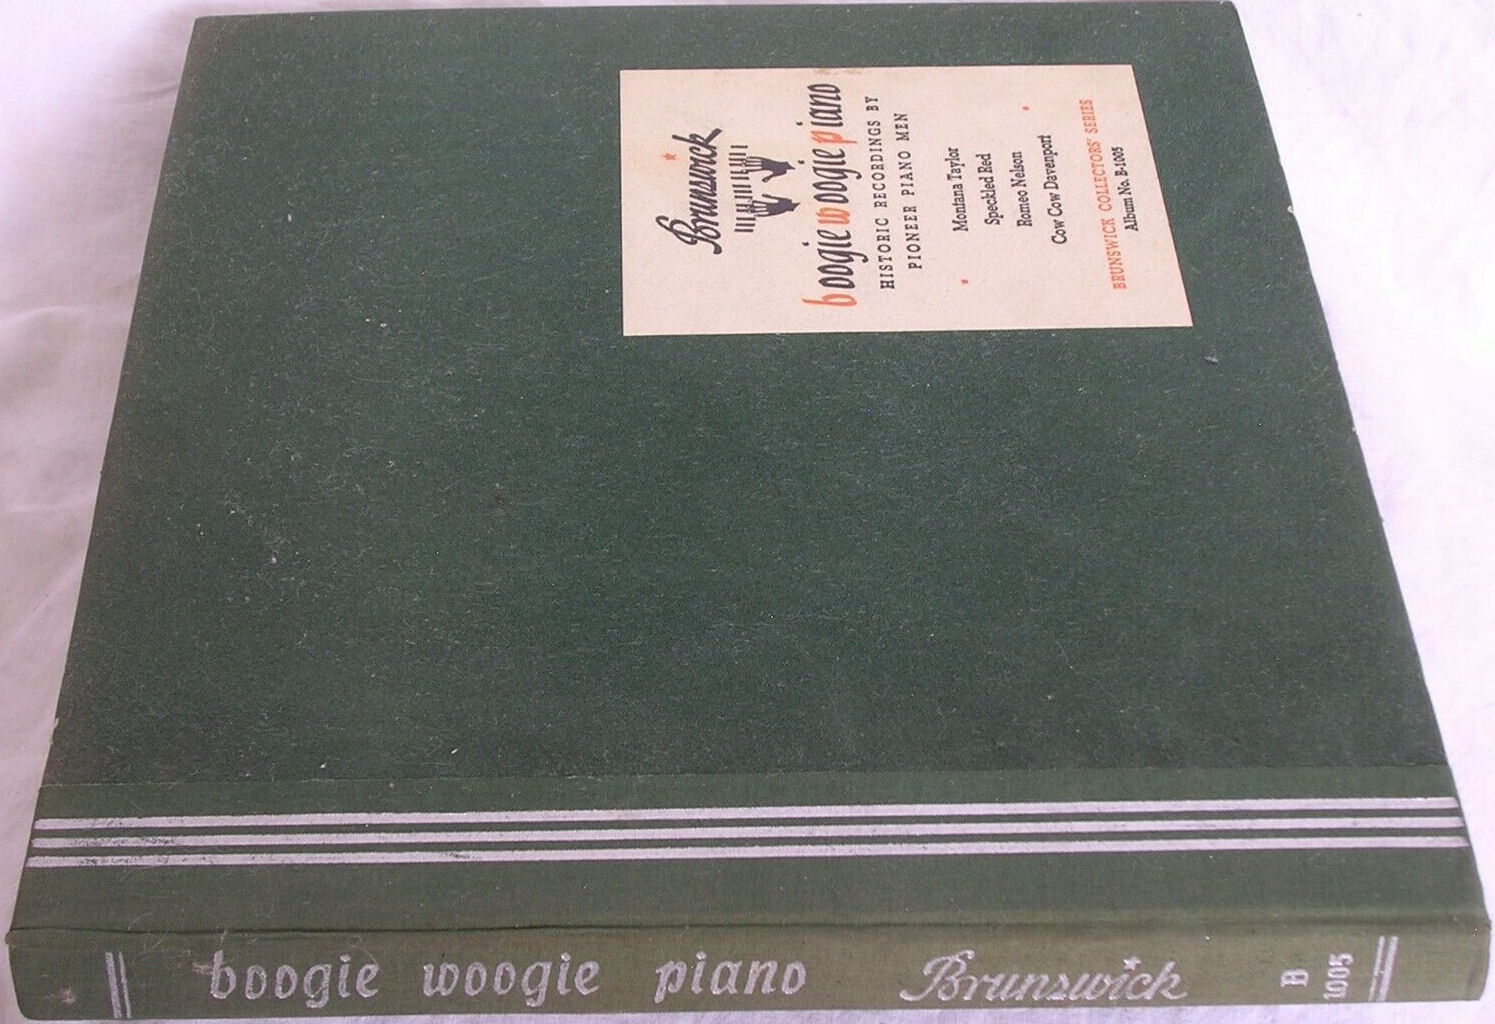 Brunswick
boogie woogie piano
HISTORIC RECORDINGS BY
PIONEER PIANO MEN
Montana Taylor
Speckled Red
Romeo Nelson
Cow Cow Davenport
BRUNSWICK COLLECTORS' SERIES
Album No. B-1005
boogie woogie piano Brunswick B
1005